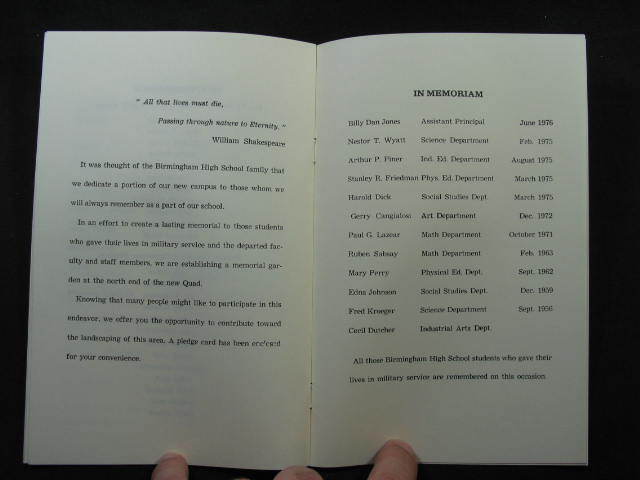 " All that lives must die,
Passing through nature to Eternity. "
William Shakespeare
It was thought of the Birmingham High School family that
we dedicate a portion of our new campus to those whom we
will always remember as a part of our school.
In an effort to create a lasting memorial to those students
who gave their lives in military service and the departed fac-
ulty and staff members, we are establishing a memorial gar-
den at the north end of the new Quad.
Knowing that many people might like to participate in this
endeavor, we offer you the opportunity to contribute toward
the landscaping of this area. A pledge card has been enclosed
for your convenience.
IN MEMORIAM
Billy Dan Jones Assistant Principal June 1976
Nestor T. Wyatt Science Department Feb. 1975
Arthur P. Finer Ind. Ed. Department August 1975
Stanley R. Friedman Phys. Ed. Department March 1975
Harold Dick Social Studies Dept. March 1975
Gerry Cangialosi Art Department Dec. 1972
Paul G. Lazear Math Department October 1971
Ruben Sabsay Math Department Feb. 1963
Mary Perry Physical Ed. Dept. Sept. 1962
Edna Johnson Social Studies Dept. Dec. 1959
Fred Kroeger Science Department Sept. 1956
Cecil Dutcher Industrial Arts Dept.
All those Birmingham High School students who gave their
lives in military service are remembered on this occasion.